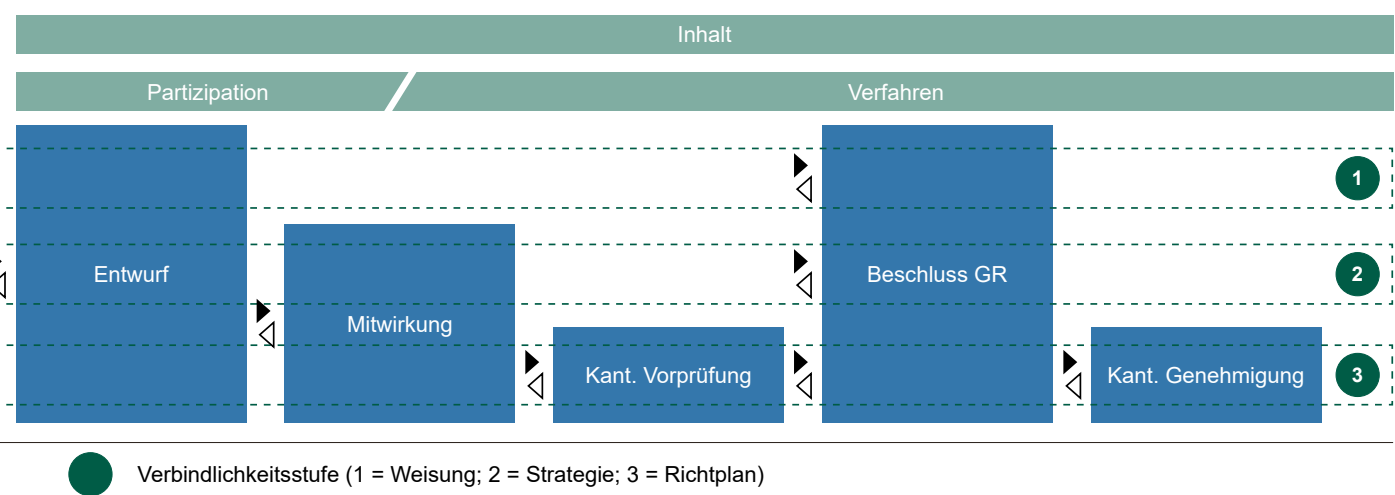 Inhalt
Partizipation
Verfahren
1
Entwurf
Beschluss GR
2
Mitwirkung
Kant. Vorprüfung
Kant. Genehmigung
3
Verbindlichkeitsstufe (1 = Weisung; 2 = Strategie; 3 = Richtplan)